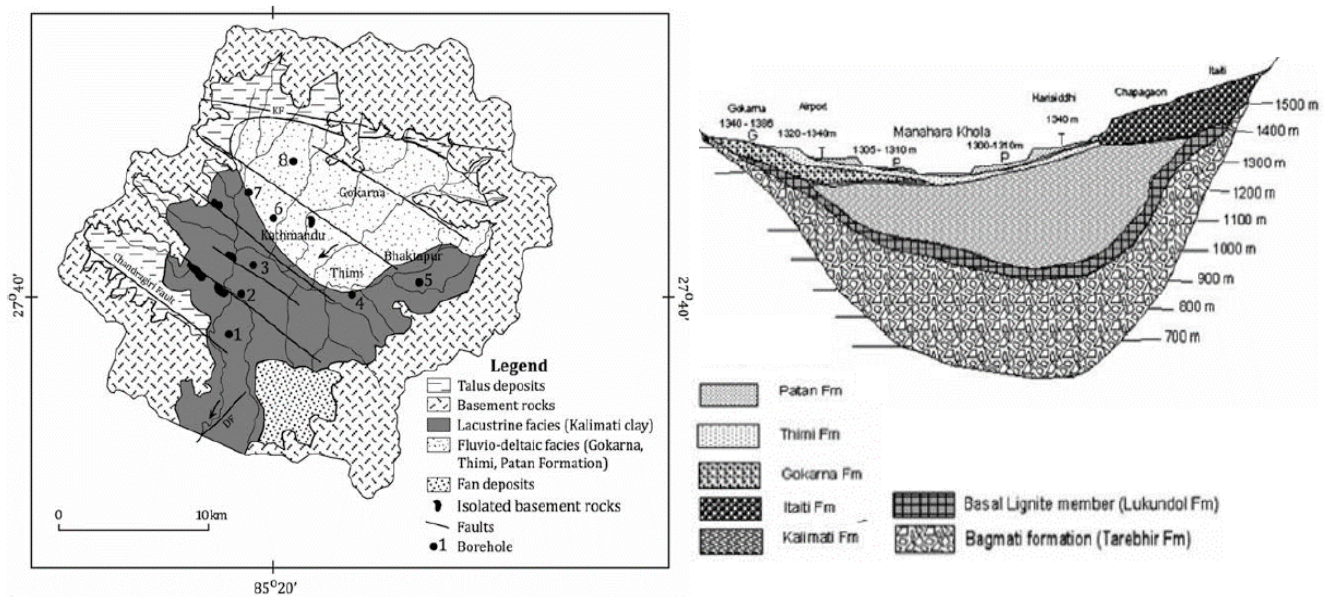 KF
8
7
Gokarna
6
Kathmandu
Bhaktapur
3
Thimi
5
Chandragiri Fault
2
4
27°40'
27°40'
1
DF
Legend
Talus deposits
Basement rocks
Lacustrine facies (Kalimati clay)
Fluvio-deltaic facies (Gokarna,
Thimi, Patan Formation)
Fan deposits
Isolated basement rocks
Faults
1 Borehole
0 10km
85°20'
Itaiti
Chapagaon
Harisiddhi
1340 m
T
Gokarna
1340 - 1386
G
Airport
1320-1340m
T
Manahara Khola
1305 - 1310 m
P
1300-1310m
P
1500 m
1400 m
1300 m
1200 m
1100 m
1000 m
900 m
800 m
700 m
Patan Fm
Thimi Fm
Gokarna Fm
Itaiti Fm
Kalimati Fm
Basal Lignite member (Lukundol Fm)
Bagmati formation (Tarebhir Fm)